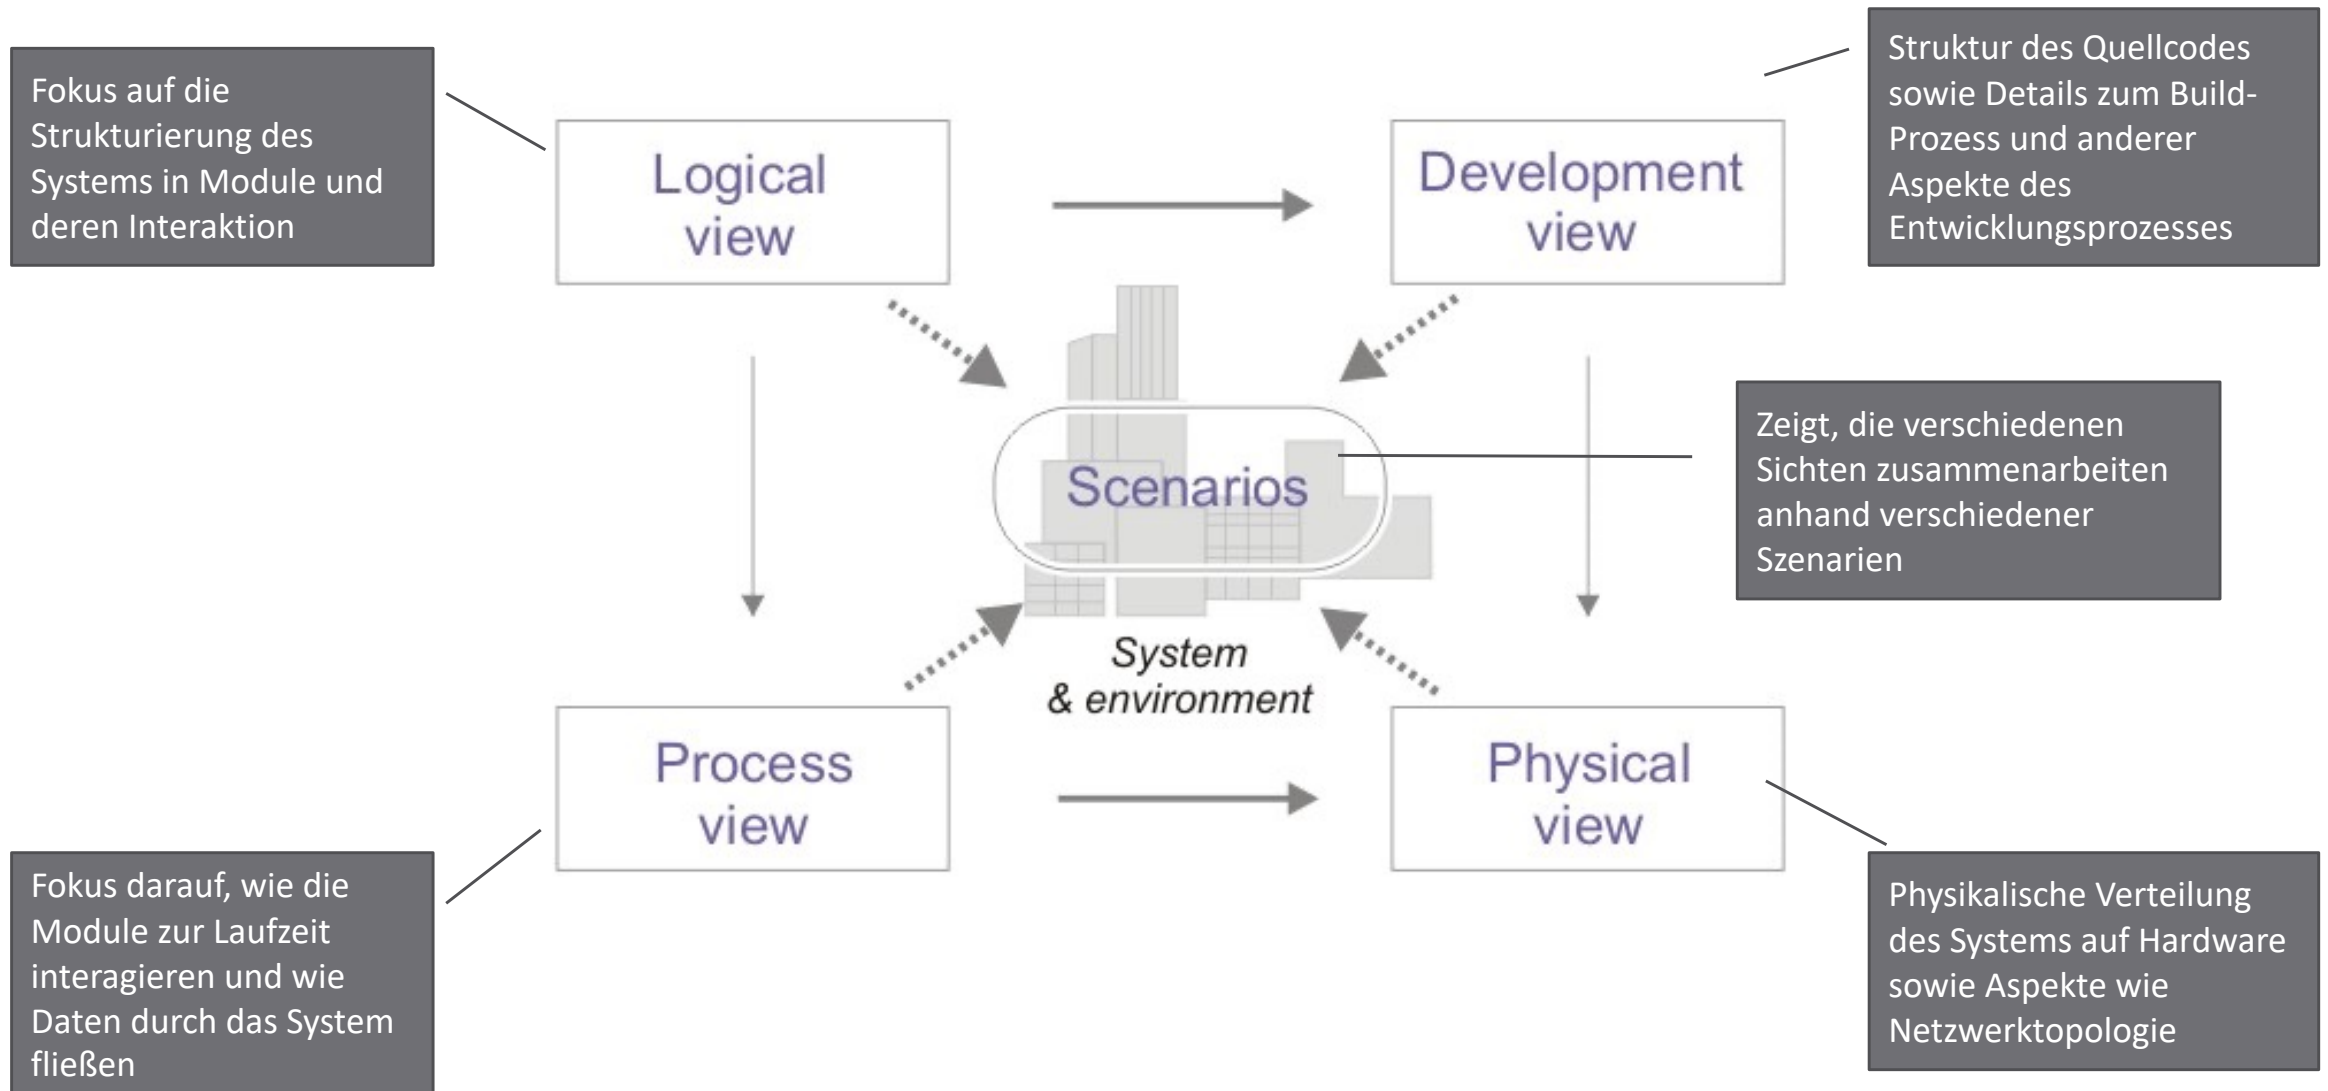 Fokus auf die
Strukturierung des
Systems in Module und
deren Interaktion
Logical
view
Development
view
Struktur des Quellcodes
sowie Details zum Build-
Prozess und anderer
Aspekte des
Entwicklungsprozesses
Scenarios
Zeigt, die verschiedenen
Sichten zusammenarbeiten
anhand verschiedener
Szenarien
System
& environment
Process
view
Physical
view
Fokus darauf, wie die
Module zur Laufzeit
interagieren und wie
Daten durch das System
fließen
Physikalische Verteilung
des Systems auf Hardware
sowie Aspekte wie
Netzwerktopologie